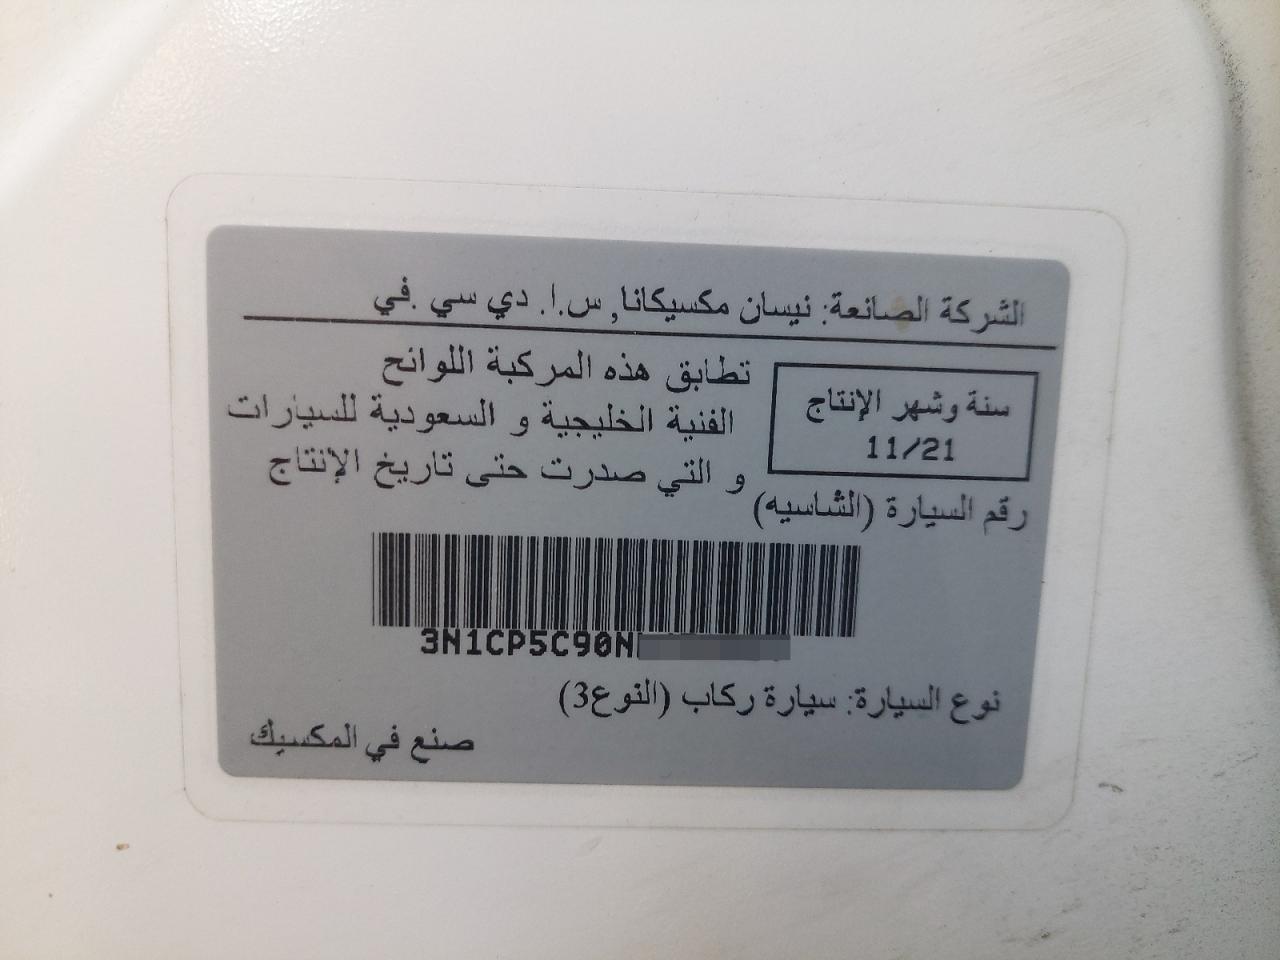 الشركة الصانعة: نيسان مكسيكانا, س.ا. دي سي .في
سنة وشهر الإنتاج
11/21
تطابق هذه المركبة اللوائح
الفنية الخليجية و السعودية للسيارات
و التي صدرت حتى تاريخ الإنتاج
رقم السيارة (الشاسيه)
3N1CP5C90N
نوع السيارة: سيارة ركاب (النوع3)
صنع في المكسيك